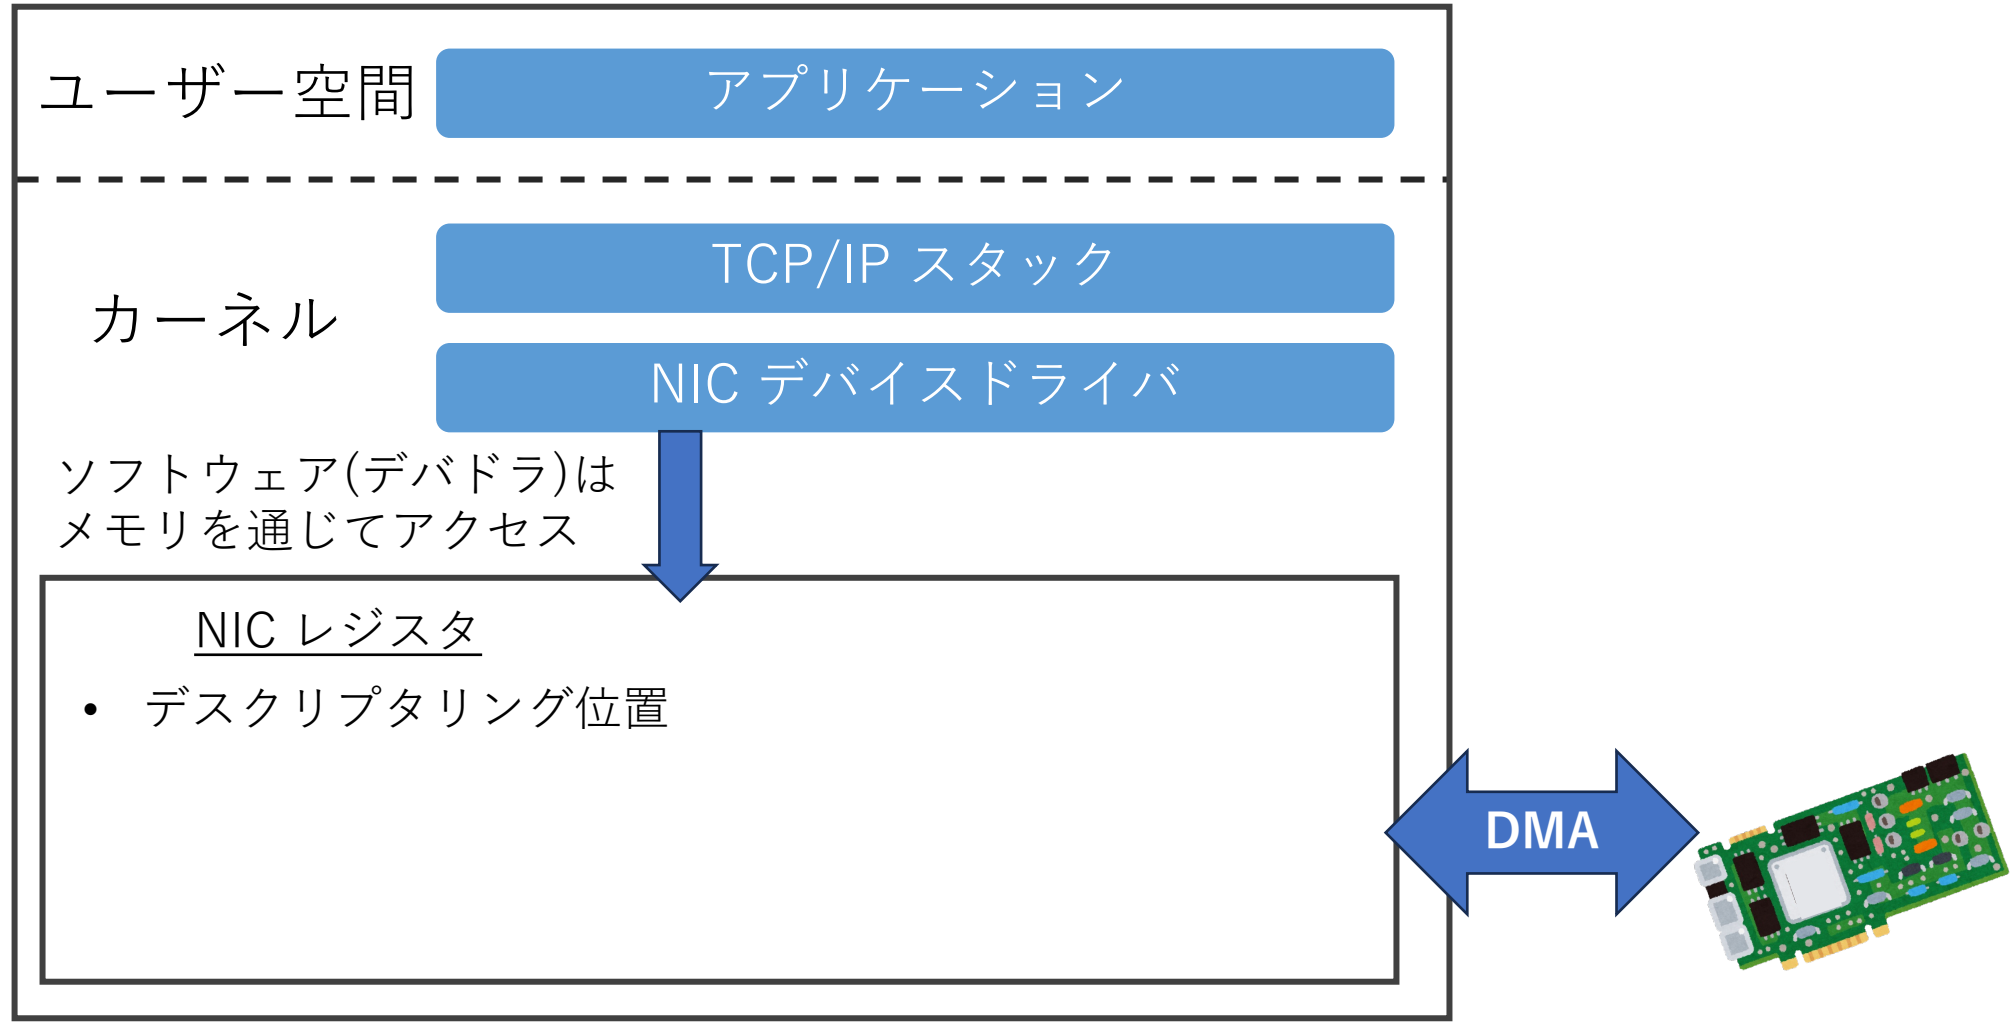 ユーザー空間
アプリケーション
カーネル
TCP/IP スタック
NIC デバイスドライバ
ソフトウェア(デバドラ)は
メモリを通じてアクセス
NIC レジスタ
• デスクリプタリング位置
DMA